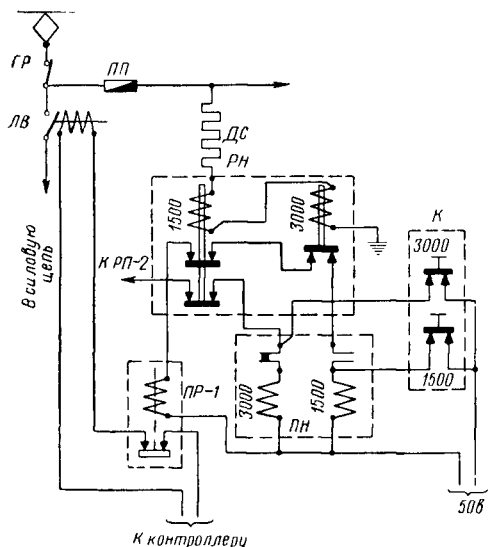 ГР
ПП
ЛВ
ДС
РН
1500
3000
К
3000
1500
В силовую
цепь
К РП-2
ПР-1
3000
1500
ПН
50в
К контроллеру